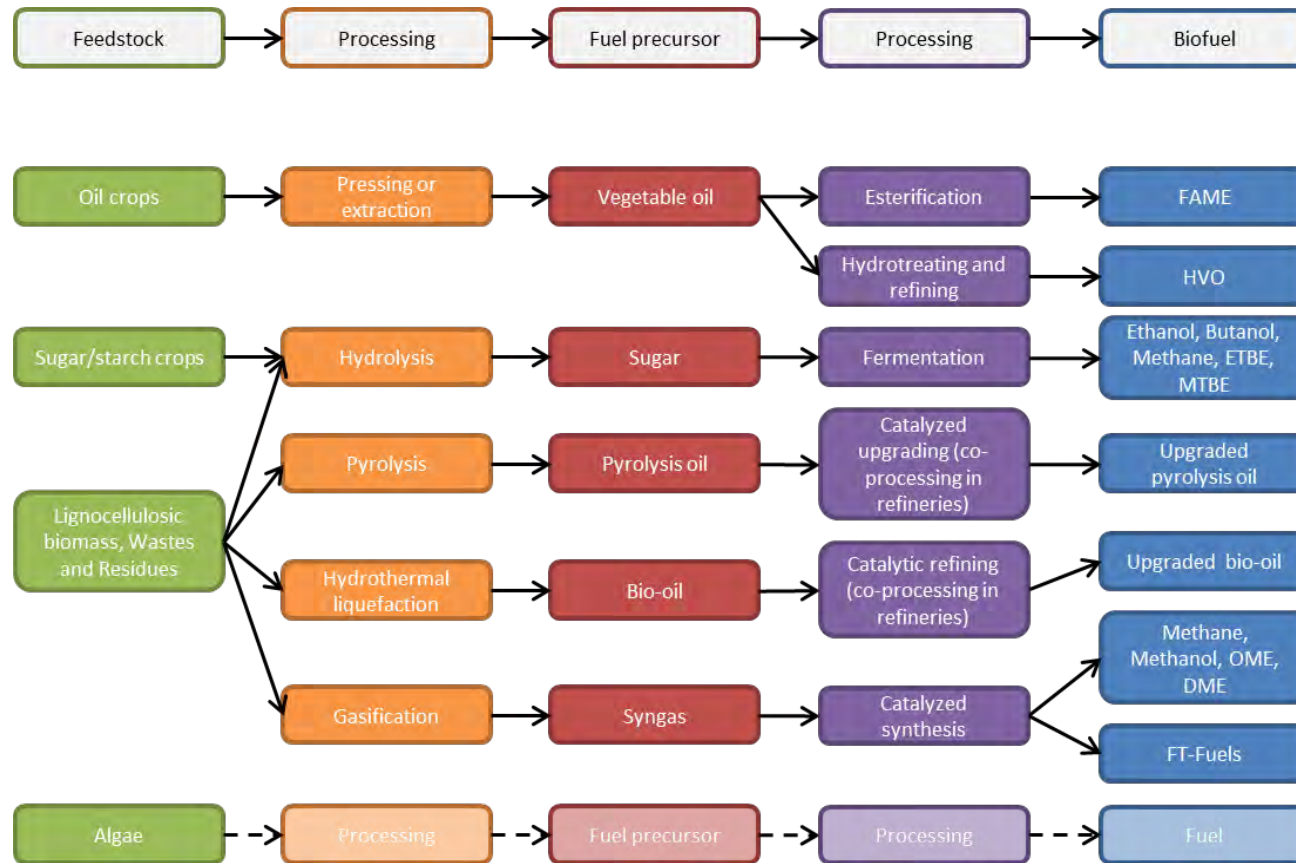 Feedstock
Processing
Fuel precursor
Processing
Biofuel
Oil crops
Pressing or
extraction
Vegetable oil
Esterification
FAME
Hydrotreating and
refining
HVO
Sugar/starch crops
Hydrolysis
Sugar
Fermentation
Ethanol, Butanol,
Methane, ETBE,
MTBE
Pyrolysis
Pyrolysis oil
Catalyzed
upgrading (co-
processing in
refineries)
Upgraded
pyrolysis oil
Lignocellulosic
biomass, Wastes
and Residues
Hydrothermal
liquefaction
Bio-oil
Catalytic refining
(co-processing in
refineries)
Upgraded bio-oil
Gasification
Syngas
Catalyzed
synthesis
Methane,
Methanol, OME,
DME
FT-Fuels
Algae
Processing
Fuel precursor
Processing
Fuel